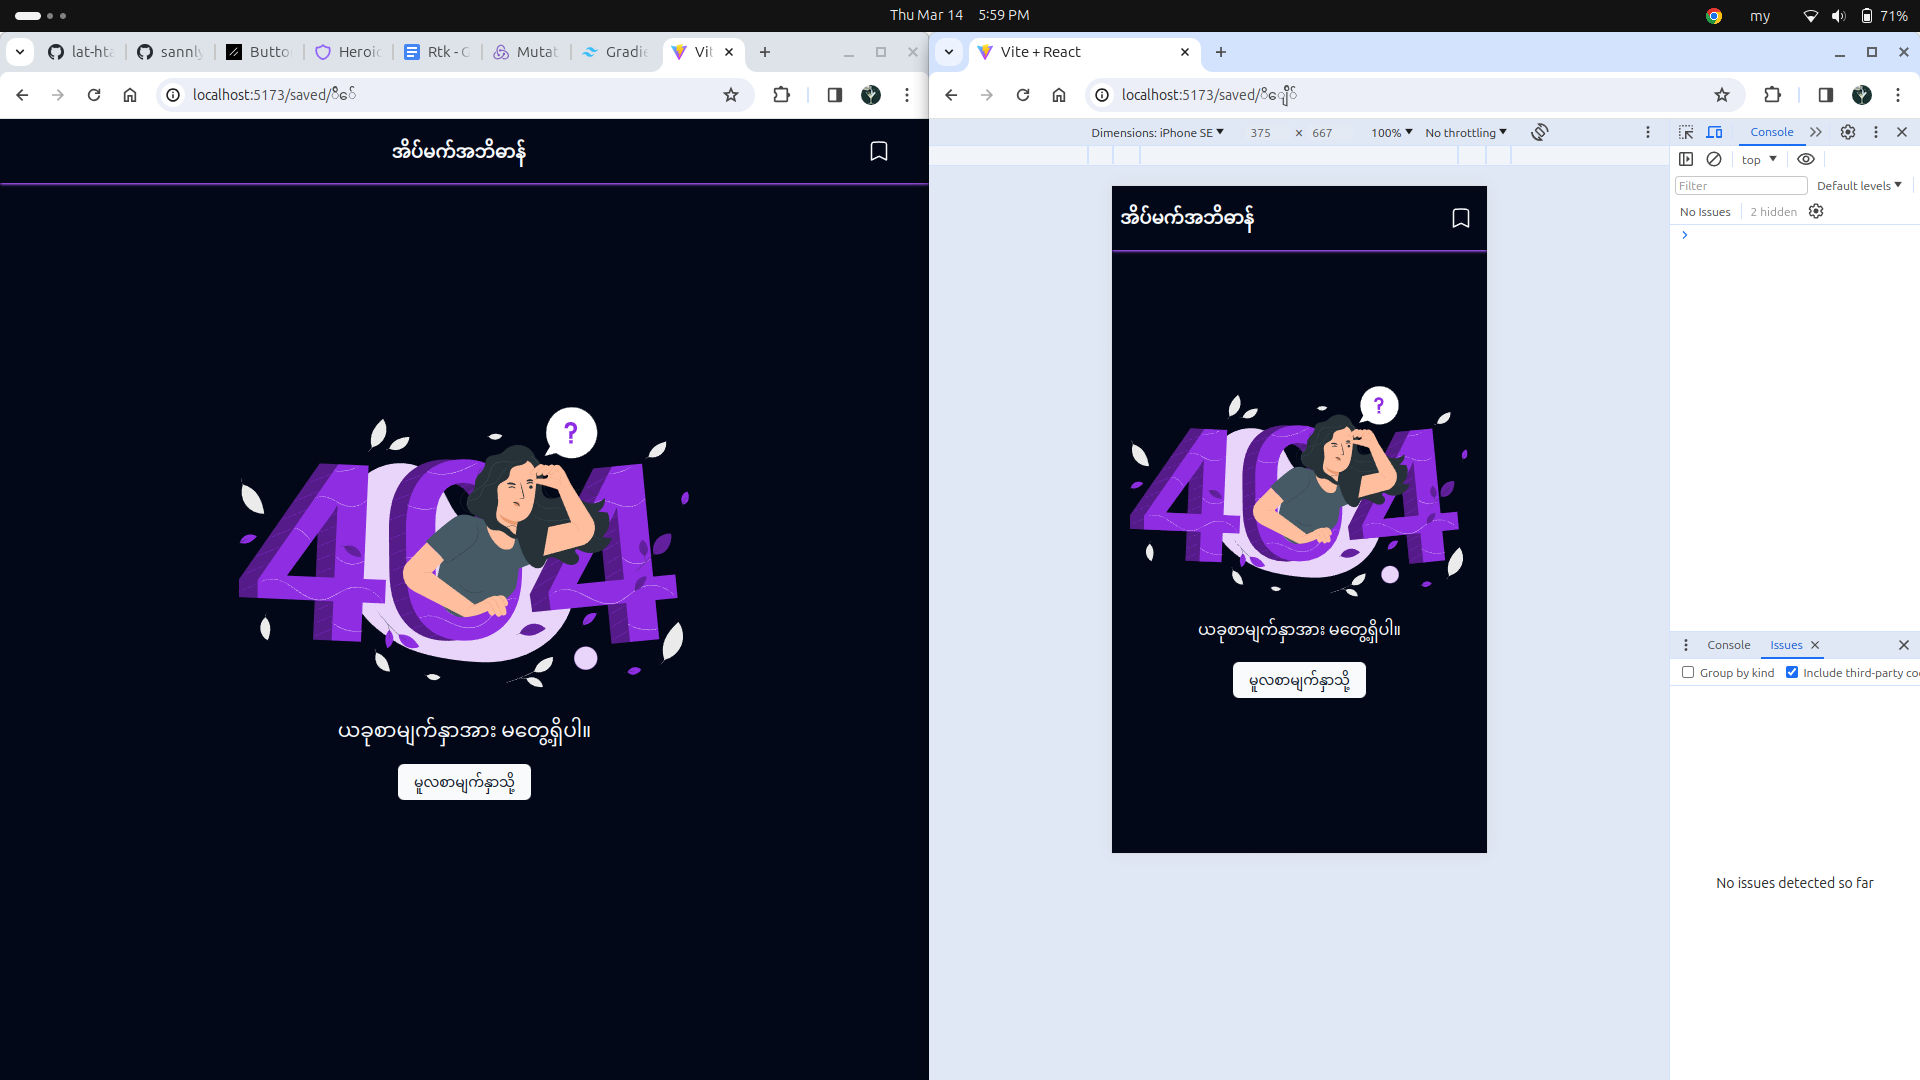 Thu Mar 14 5:59 PM
my
71%
lat-hta
sannly
Butto
Heroic
Rtk - G
Mutat
Gradie
Vit
localhost:5173/saved/
အိပ်မက်အဘိဓာန်
?
404
ယခုစာမျက်နှာအား မတွေ့ရှိပါ။
မူလစာမျက်နှာသို့
Vite + React
localhost:5173/saved/
Dimensions: iPhone SE
375
×
667
100%
No throttling
အိပ်မက်အဘိဓာန်
?
404
ယခုစာမျက်နှာအား မတွေ့ရှိပါ။
မူလစာမျက်နှာသို့
Console
top
Filter
Default levels
No Issues
2 hidden
Console
Issues
Group by kind
Include third-party co
No issues detected so far